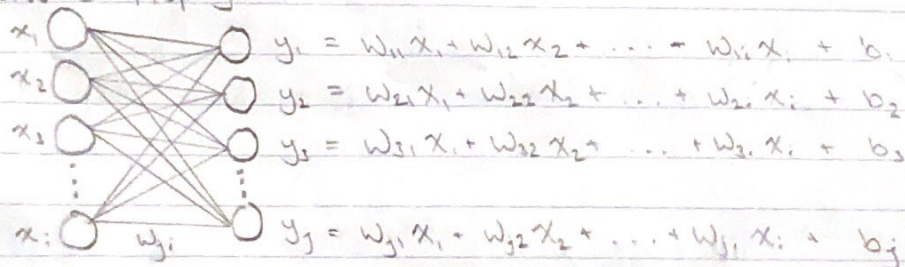 x₁ y₁ = w₁₁ x₁ + w₁₂ x₂ + .... + w₁ᵢ xᵢ + b₁
x₂ y₂ = w₂₁ x₁ + w₂₂ x₂ + .... + w₂ᵢ xᵢ + b₂
x₃ y₃ = w₃₁ x₁ + w₃₂ x₂ + .... + w₃ᵢ xᵢ + b₃
xᵢ wⱼᵢ yⱼ = wⱼ₁ x₁ + wⱼ₂ x₂ + .... + wⱼᵢ xᵢ + bⱼ